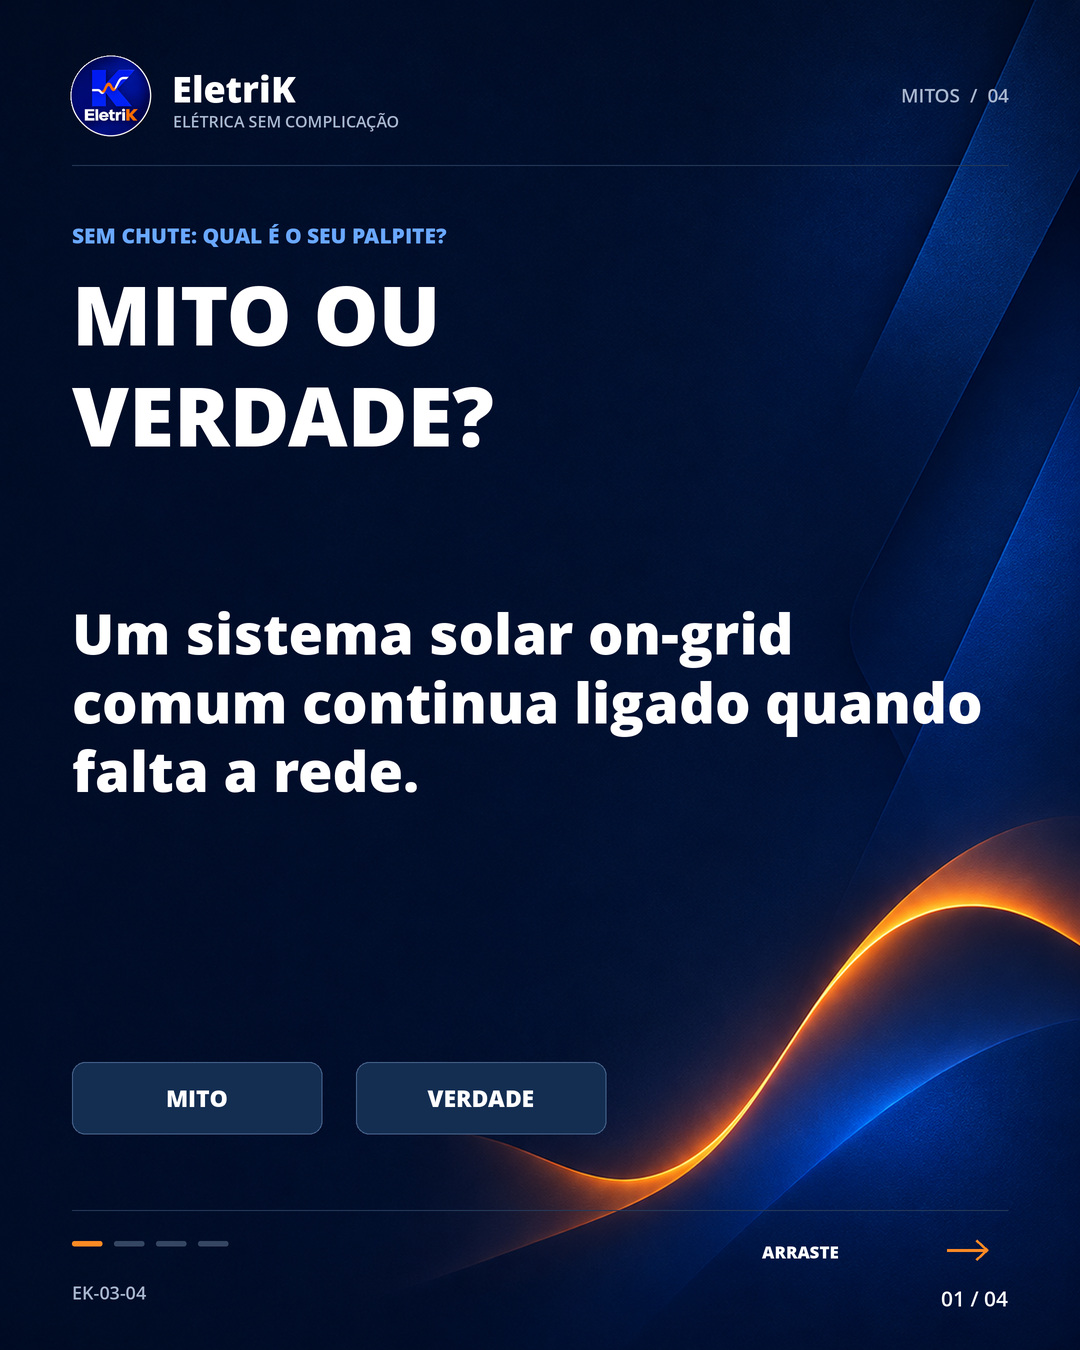 EletriK
EletriK
ELÉTRICA SEM COMPLICAÇÃO
MITOS / 04
SEM CHUTE: QUAL É O SEU PALPITE?
MITO OU
VERDADE?
Um sistema solar on-grid
comum continua ligado quando
falta a rede.
MITO
VERDADE
ARRASTE
EK-03-04
01 / 04